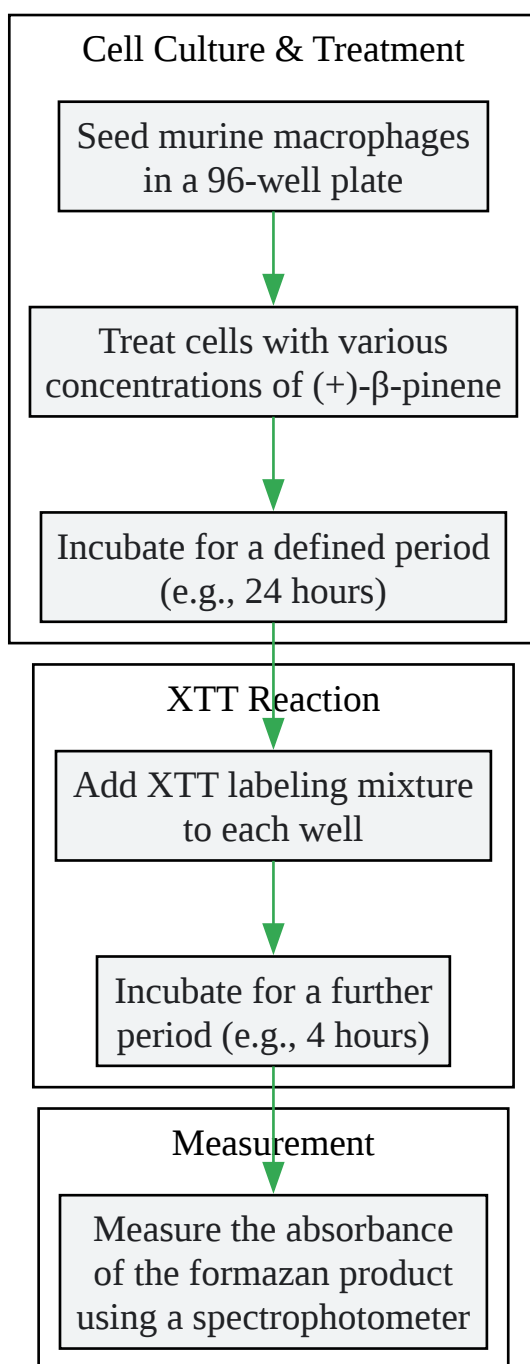 Cell Culture & Treatment
Seed murine macrophages
in a 96-well plate
Treat cells with various
concentrations of (+)-β-pinene
Incubate for a defined period
(e.g., 24 hours)
XTT Reaction
Add XTT labeling mixture
to each well
Incubate for a further
period (e.g., 4 hours)
Measurement
Measure the absorbance
of the formazan product
using a spectrophotometer